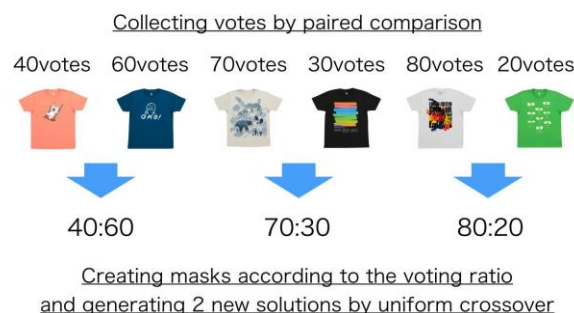 Collecting votes by paired comparison
40votes 60votes 70votes 30votes 80votes 20votes
OMG!
40:60 70:30 80:20
Creating masks according to the voting ratio
and generating 2 new solutions by uniform crossover